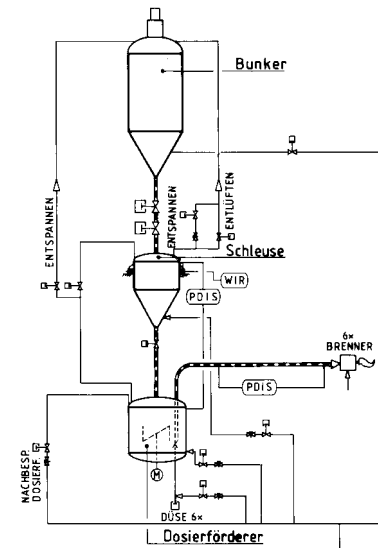 Bunker
ENTSPANNEN
ENTSPANNEN
ENTLÜFTEN
Schleuse
WIR
PDIS
6x
BRENNER
PDIS
NACHBESP.
DOSIERF.
M
DÜSE 6x
Dosierförderer